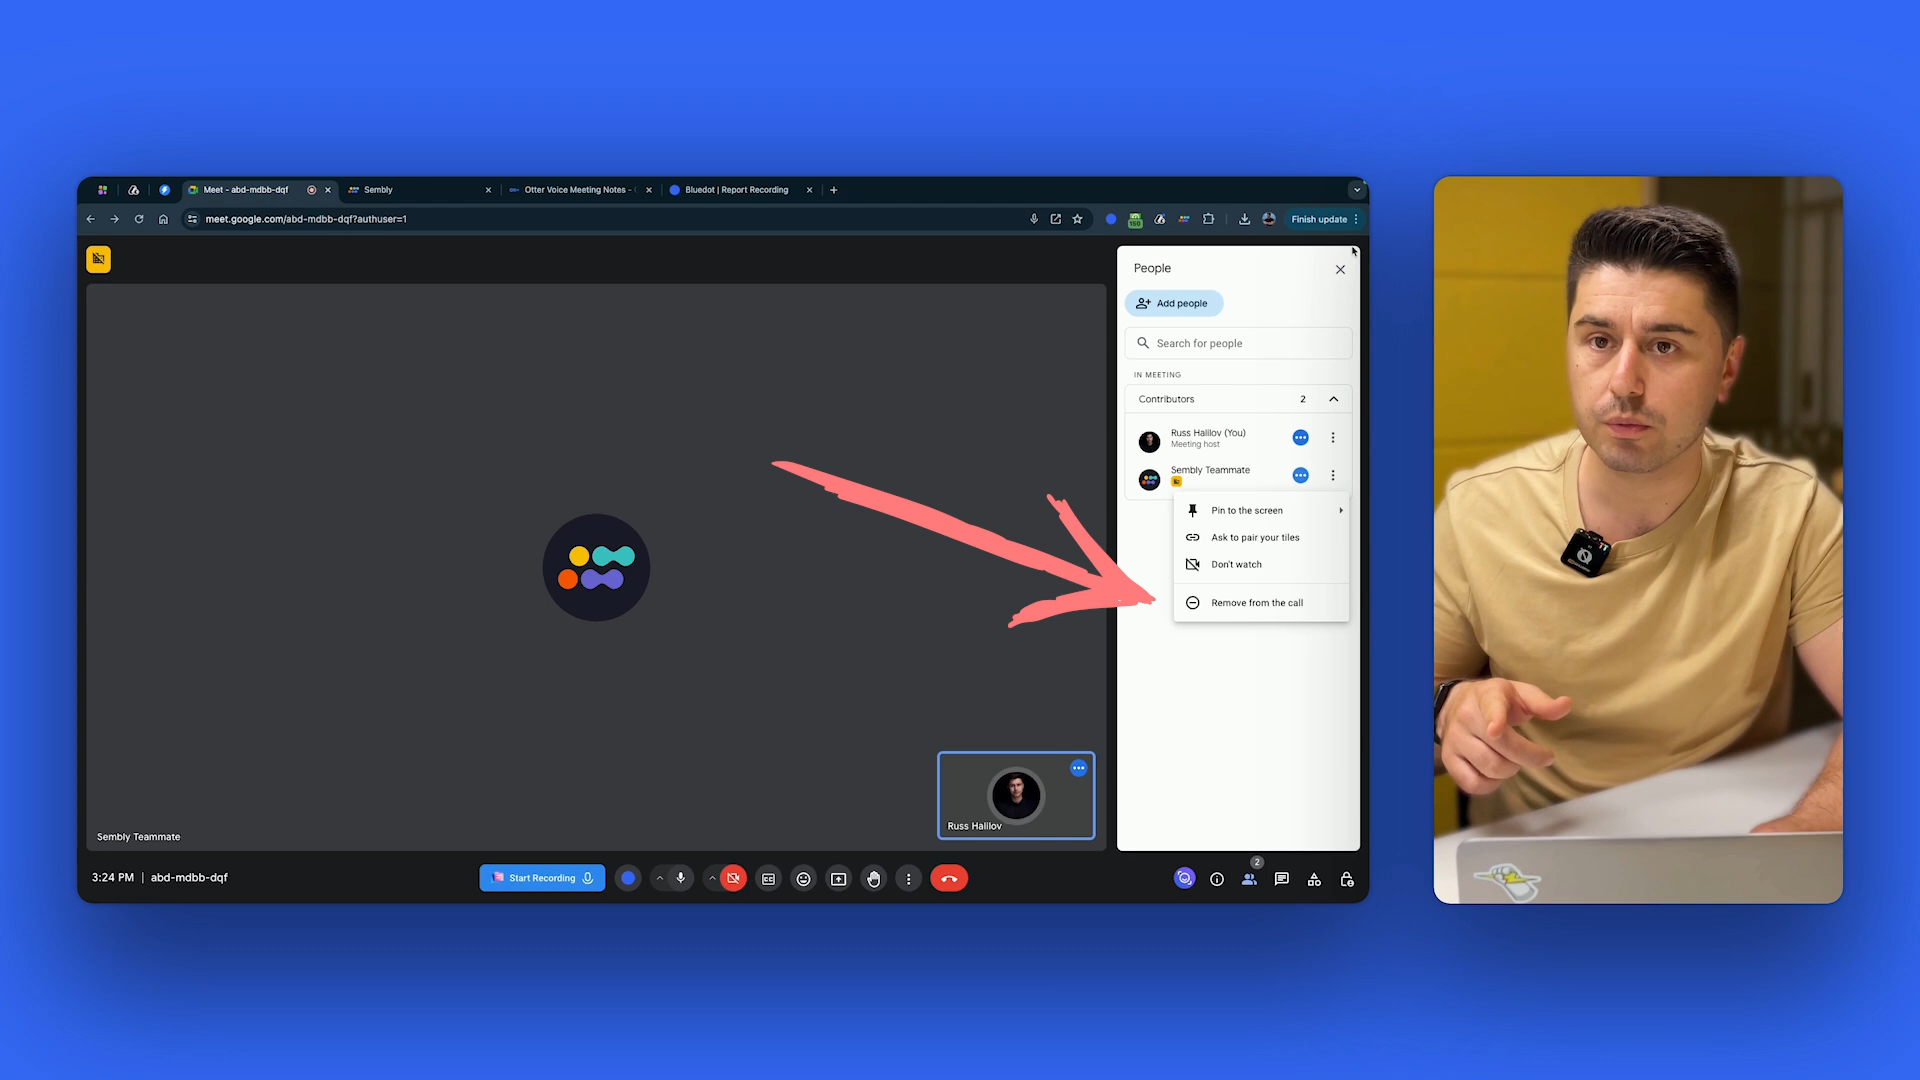 Meet - abd-mdbb-dqf
Sembly
Otter Voice Meeting Notes -
Bluedot | Report Recording
meet.google.com/abd-mdbb-dqf?authuser=1
Finish update
People
Add people
Search for people
IN MEETING
Contributors 2
Russ Halilov (You)
Meeting host
Sembly Teammate
Pin to the screen
Ask to pair your tiles
Don't watch
Remove from the call
Russ Halilov
Sembly Teammate
3:24 PM | abd-mdbb-dqf
Start Recording
2